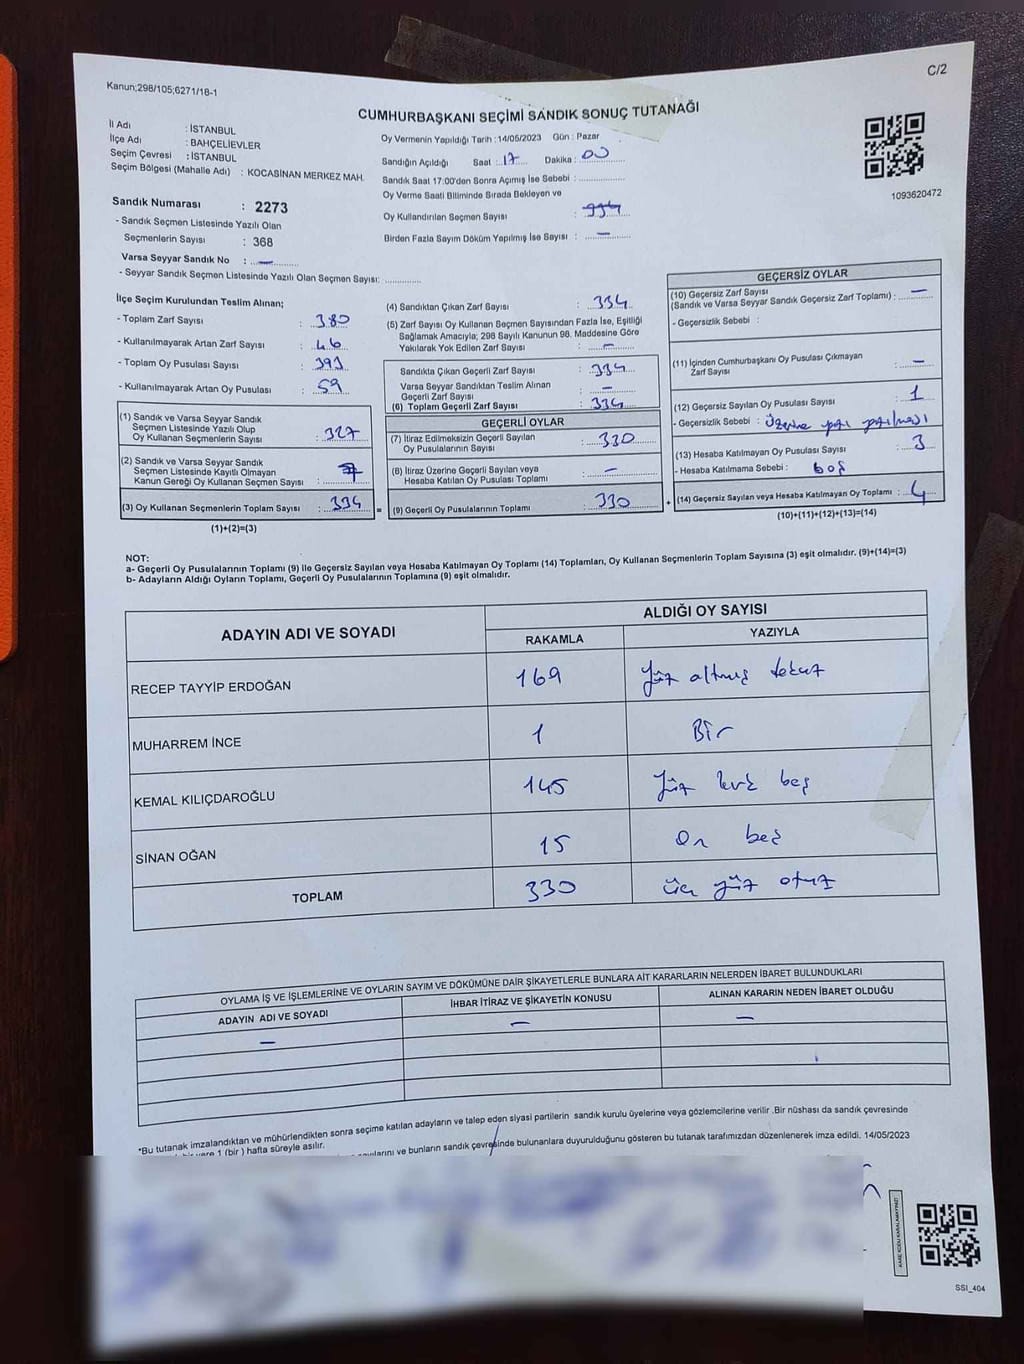 C/2
Kanun;298/105;6271/18-1
CUMHURBAŞKANI SEÇİMİ SANDIK SONUÇ TUTANAĞI
İl Adı : İSTANBUL
İlçe Adı : BAHÇELİEVLER
Seçim Çevresi : İSTANBUL
Seçim Bölgesi (Mahalle Adı) : KOCASİNAN MERKEZ MAH.
Sandık Numarası : 2273
- Sandık Seçmen Listesinde Yazılı Olan
Seçmenlerin Sayısı : 368
Varsa Seyyar Sandık No : —
- Seyyar Sandık Seçmen Listesinde Yazılı Olan Seçmen Sayısı: ..............
Oy Vermenin Yapıldığı Tarih : 14/05/2023 Gün : Pazar
Sandığın Açıldığı Saat : 17 Dakika : 00
Sandık Saat 17:00'den Sonra Açımış İse Sebebi : ..............
Oy Verme Saati Bitiminde Sırada Bekleyen ve
Oy Kullandırılan Seçmen Sayısı :
Birden Fazla Sayım Döküm Yapılmış İse Sayısı : —
1093620472
İlçe Seçim Kurulundan Teslim Alınan;
- Toplam Zarf Sayısı : 380
- Kullanılmayarak Artan Zarf Sayısı : 46
- Toplam Oy Pusulası Sayısı : 393
- Kullanılmayarak Artan Oy Pusulası : 59
(1) Sandık ve Varsa Seyyar Sandık
Seçmen Listesinde Yazılı Olup
Oy Kullanan Seçmenlerin Sayısı : 327
(2) Sandık ve Varsa Seyyar Sandık
Seçmen Listesinde Kayıtlı Olmayan
Kanun Gereği Oy Kullanan Seçmen Sayısı : 7
(3) Oy Kullanan Seçmenlerin Toplam Sayısı : 334 =
(1)+(2)=(3)
(4) Sandıktan Çıkan Zarf Sayısı : 334
(5) Zarf Sayısı Oy Kullanan Seçmen Sayısından Fazla İse, Eşitliği
Sağlamak Amacıyla; 298 Sayılı Kanunun 98. Maddesine Göre
Yakılarak Yok Edilen Zarf Sayısı : —
Sandıkta Çıkan Geçerli Zarf Sayısı : 334
Varsa Seyyar Sandıktan Teslim Alınan
Geçerli Zarf Sayısı : —
(6) Toplam Geçerli Zarf Sayısı : 334
GEÇERLİ OYLAR
(7) İtiraz Edilmeksizin Geçerli Sayılan
Oy Pusulalarının Sayısı : 330
(8) İtiraz Üzerine Geçerli Sayılan veya
Hesaba Katılan Oy Pusulası Toplamı : —
(9) Geçerli Oy Pusulalarının Toplamı : 330 +
GEÇERSİZ OYLAR
(10) Geçersiz Zarf Sayısı
(Sandık ve Varsa Seyyar Sandık Geçersiz Zarf Toplamı) : —
- Geçersizlik Sebebi :
(11) İçinden Cumhurbaşkanı Oy Pusulası Çıkmayan
Zarf Sayısı : —
(12) Geçersiz Sayılan Oy Pusulası Sayısı : 1
- Geçersizlik Sebebi : Üzerine yazı yazılması
(13) Hesaba Katılmayan Oy Pusulası Sayısı : 3
- Hesaba Katılmama Sebebi : boş
(14) Geçersiz Sayılan veya Hesaba Katılmayan Oy Toplamı : 4
(10)+(11)+(12)+(13)=(14)
NOT:
a- Geçerli Oy Pusulalarının Toplamı (9) ile Geçersiz Sayılan veya Hesaba Katılmayan Oy Toplamı (14) Toplamları, Oy Kullanan Seçmenlerin Toplam Sayısına (3) eşit olmalıdır. (9)+(14)=(3)
b- Adayların Aldığı Oyların Toplamı, Geçerli Oy Pusulalarının Toplamına (9) eşit olmalıdır.
ADAYIN ADI VE SOYADI ALDIĞI OY SAYISI
RAKAMLA YAZIYLA
RECEP TAYYİP ERDOĞAN 169 yüz altmış dokuz
MUHARREM İNCE 1 Bir
KEMAL KILIÇDAROĞLU 145 yüz kırk beş
SİNAN OĞAN 15 On beş
TOPLAM 330 üç yüz otuz
OYLAMA İŞ VE İŞLEMLERİNE VE OYLARIN SAYIM VE DÖKÜMÜNE DAİR ŞİKAYETLERLE BUNLARA AİT KARARLARIN NELERDEN İBARET BULUNDUKLARI
ADAYIN ADI VE SOYADI İHBAR İTİRAZ VE ŞİKAYETİN KONUSU ALINAN KARARIN NEDEN İBARET OLDUĞU
— — —
*Bu tutanak imzalandıktan ve mühürlendikten sonra seçime katılan adayların ve talep eden siyasi partilerin sandık kurulu üyelerine veya gözlemcilerine verilir .Bir nüshası da sandık çevresinde
1 (bir) hafta süreyle asılır.
ve bunların sandık çevresinde bulunanlara duyurulduğunu gösteren bu tutanak tarafımızdan düzenlenerek imza edildi. 14/05/2023
SSI_404